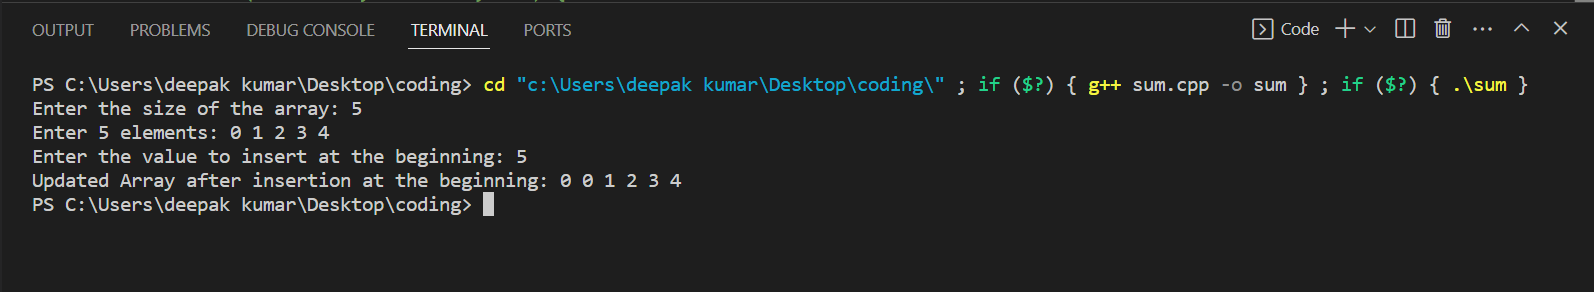 OUTPUT PROBLEMS DEBUG CONSOLE TERMINAL PORTS Code
PS C:\Users\deepak kumar\Desktop\coding> cd "c:\Users\deepak kumar\Desktop\coding\" ; if ($?) { g++ sum.cpp -o sum } ; if ($?) { .\sum }
Enter the size of the array: 5
Enter 5 elements: 0 1 2 3 4
Enter the value to insert at the beginning: 5
Updated Array after insertion at the beginning: 0 0 1 2 3 4
PS C:\Users\deepak kumar\Desktop\coding>